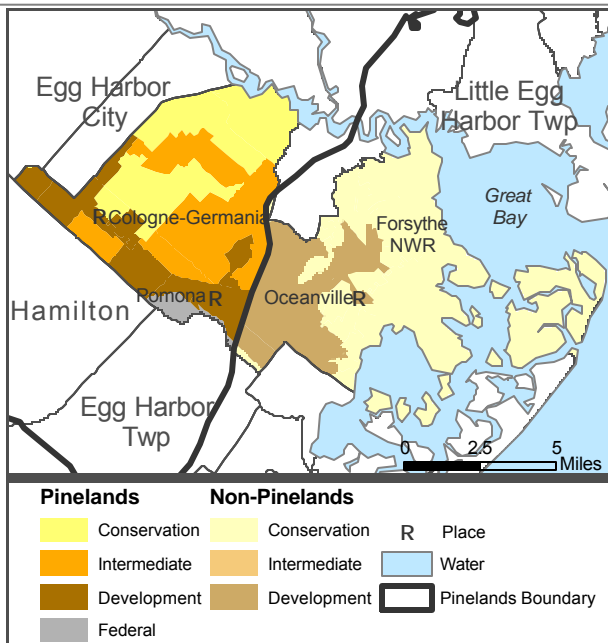 Egg Harbor
City
Little Egg
Harbor Twp
Great
Bay
R Cologne-Germania
Forsythe
NWR
Pomona R
Oceanville R
Hamilton
Egg Harbor
Twp
0 2.5 5
Miles
Pinelands Non-Pinelands
Conservation Conservation R Place
Intermediate Intermediate Water
Development Development Pinelands Boundary
Federal